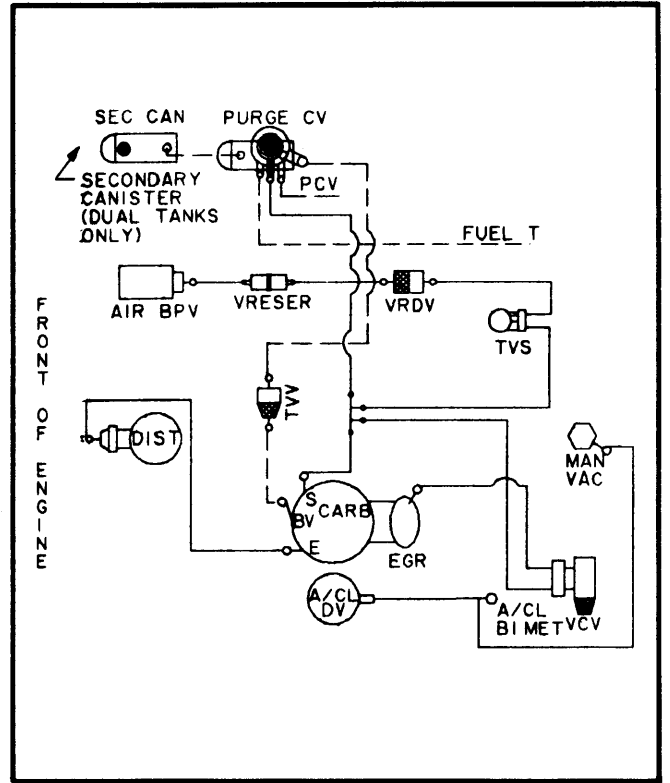 SEC CAN
PURGE CV
SECONDARY
CANISTER
(DUAL TANKS
ONLY)
PCV
FUEL T
AIR BPV
VRESER
VRDV
TVS
FRONT OF ENGINE
TVV
DIST
MAN
VAC
S
CARB
BV
E
EGR
A/CL
DV
A/CL
BIMET
VCV